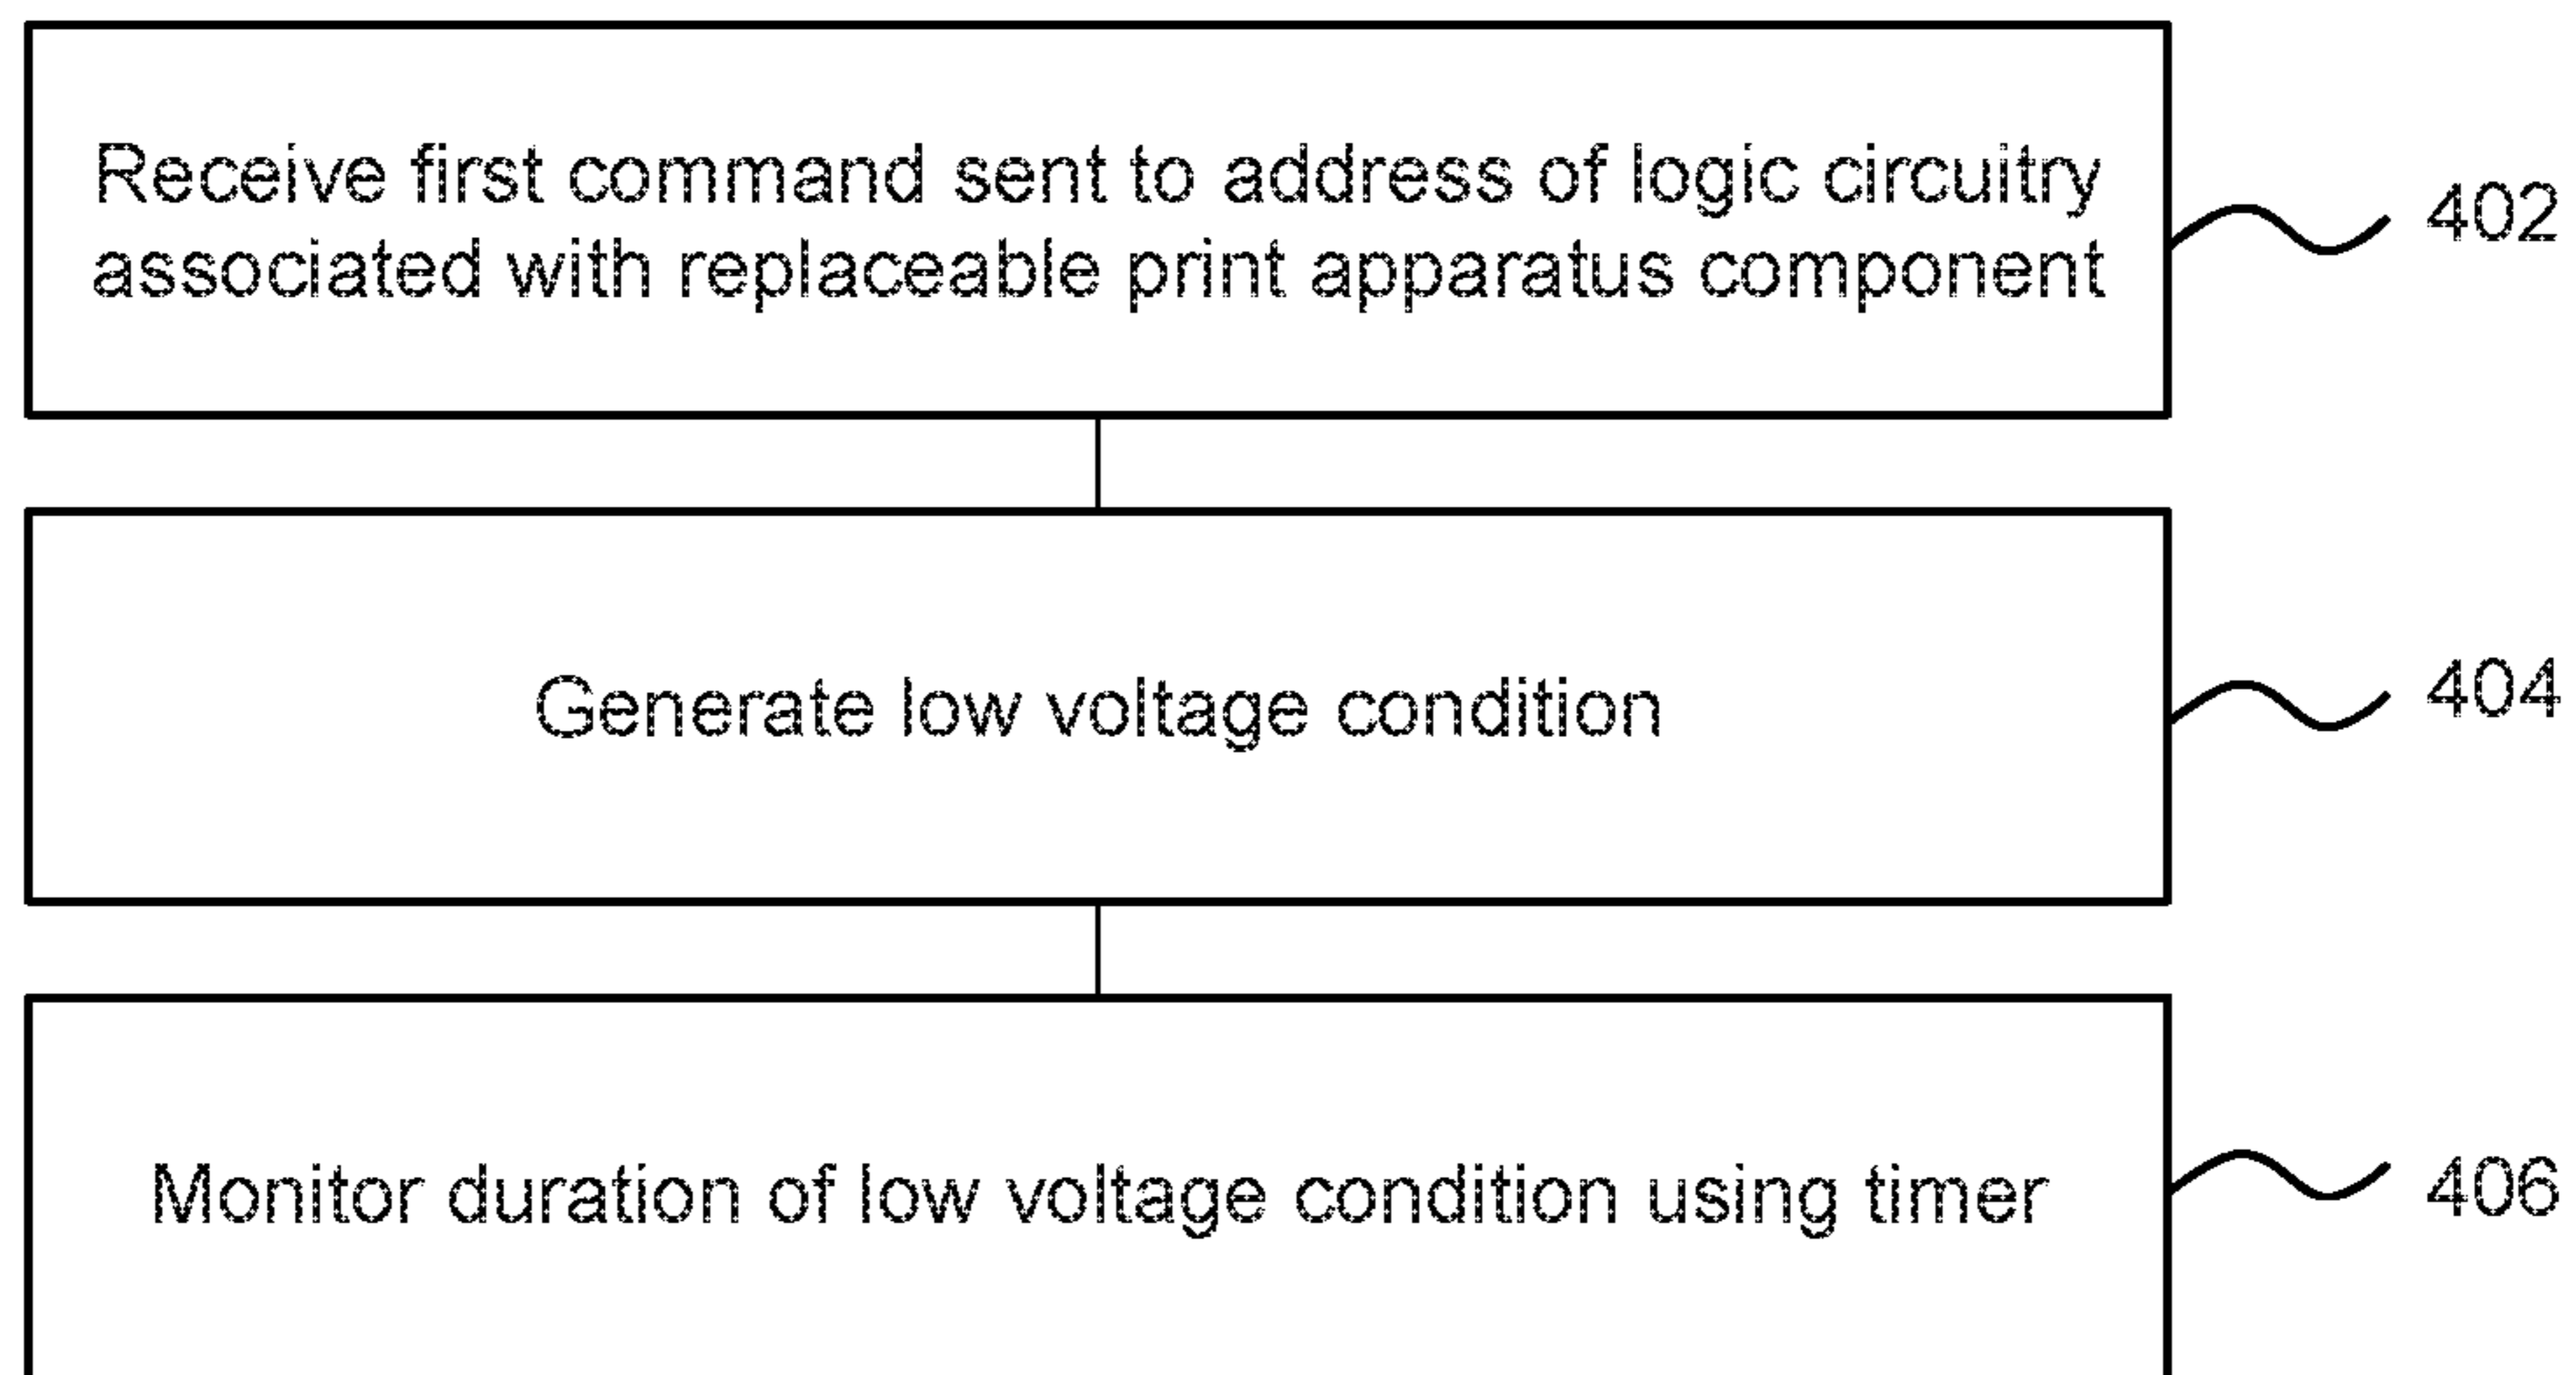 Receive first command sent to address of logic circuitry
associated with replaceable print apparatus component
402
Generate low voltage condition
404
Monitor duration of low voltage condition using timer
406